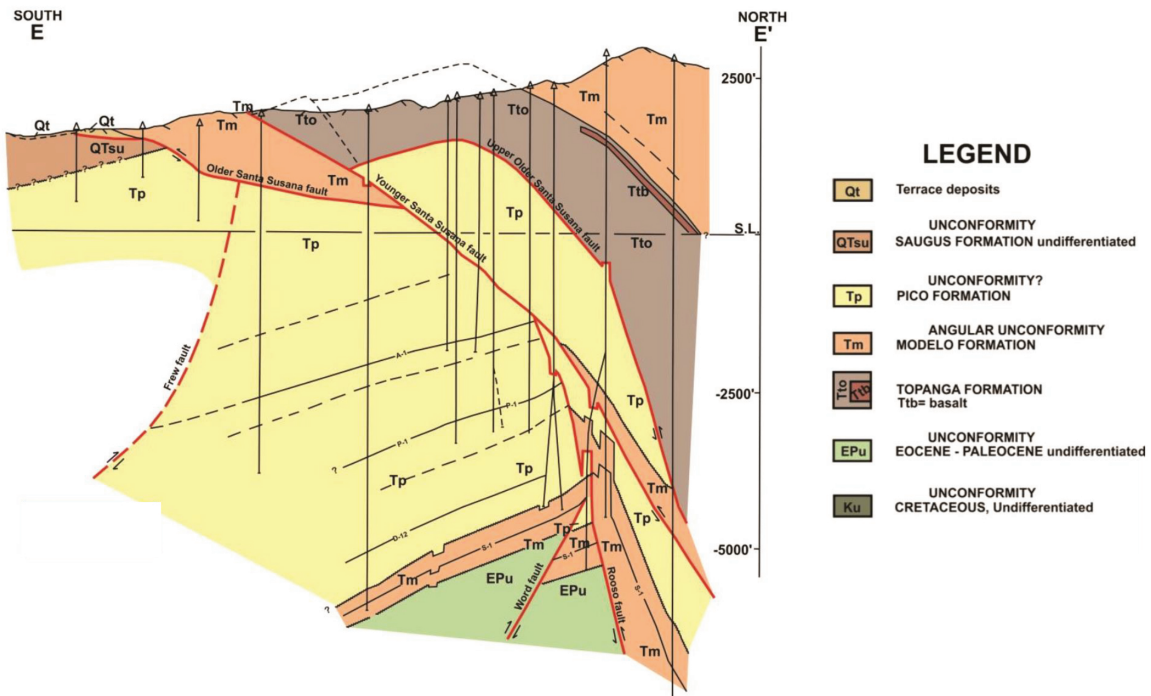 SOUTH
E
NORTH
E'
2500'
S.L.
-2500'
-5000'
Qt
Qt
QTsu
Tm
Tm
Tto
Tto
Tm
Tm
Ttb
Tto
Tp
Tm
Tp
Tp
Older Santa Susana fault
Younger Santa Susana fault
Upper Older Santa Susana fault
Frew fault
A-1
P-1
P-1
?
Tp
Tp
Tp
Tm
Tp
D-12
S-1
Tp
Tm
Tm
Tm
S-1
Tm
EPu
EPu
Word fault
Rooso fault
S-1
Tm
?
?
LEGEND
Qt Terrace deposits
UNCONFORMITY
QTsu SAUGUS FORMATION undifferentiated
UNCONFORMITY?
Tp PICO FORMATION
ANGULAR UNCONFORMITY
Tm MODELO FORMATION
Tto Ttb TOPANGA FORMATION
Ttb= basalt
UNCONFORMITY
EPu EOCENE - PALEOCENE undifferentiated
UNCONFORMITY
Ku CRETACEOUS, Undifferentiated